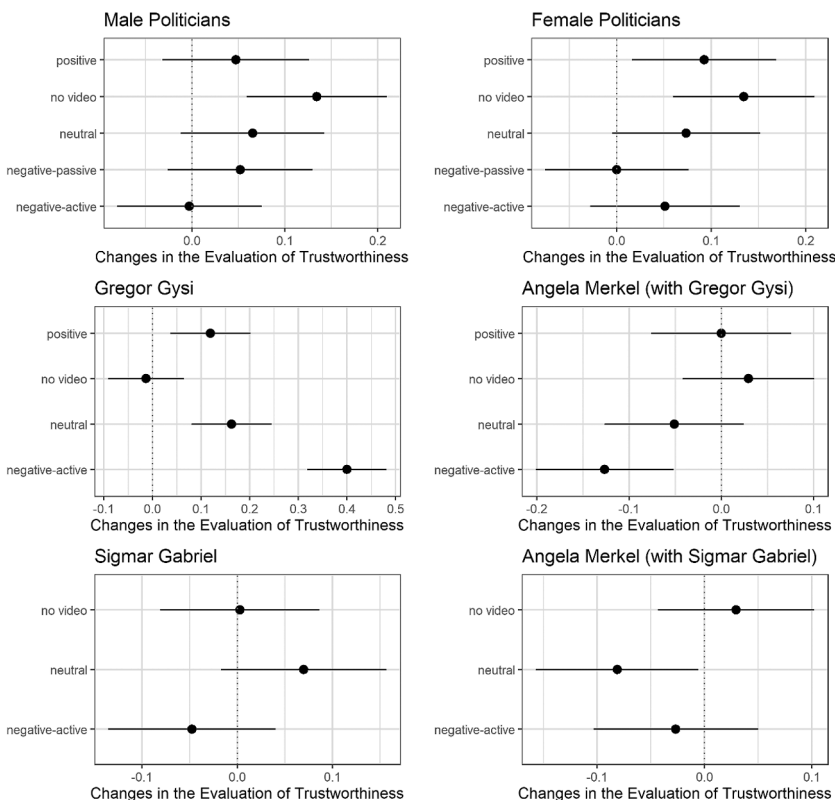 Male Politicians
positive
no video
neutral
negative-passive
negative-active
0.0 0.1 0.2
Changes in the Evaluation of Trustworthiness
Female Politicians
positive
no video
neutral
negative-passive
negative-active
0.0 0.1 0.2
Changes in the Evaluation of Trustworthiness
Gregor Gysi
positive
no video
neutral
negative-active
-0.1 0.0 0.1 0.2 0.3 0.4 0.5
Changes in the Evaluation of Trustworthiness
Angela Merkel (with Gregor Gysi)
positive
no video
neutral
negative-active
-0.2 -0.1 0.0 0.1
Changes in the Evaluation of Trustworthiness
Sigmar Gabriel
no video
neutral
negative-active
-0.1 0.0 0.1
Changes in the Evaluation of Trustworthiness
Angela Merkel (with Sigmar Gabriel)
no video
neutral
negative-active
-0.1 0.0 0.1
Changes in the Evaluation of Trustworthiness